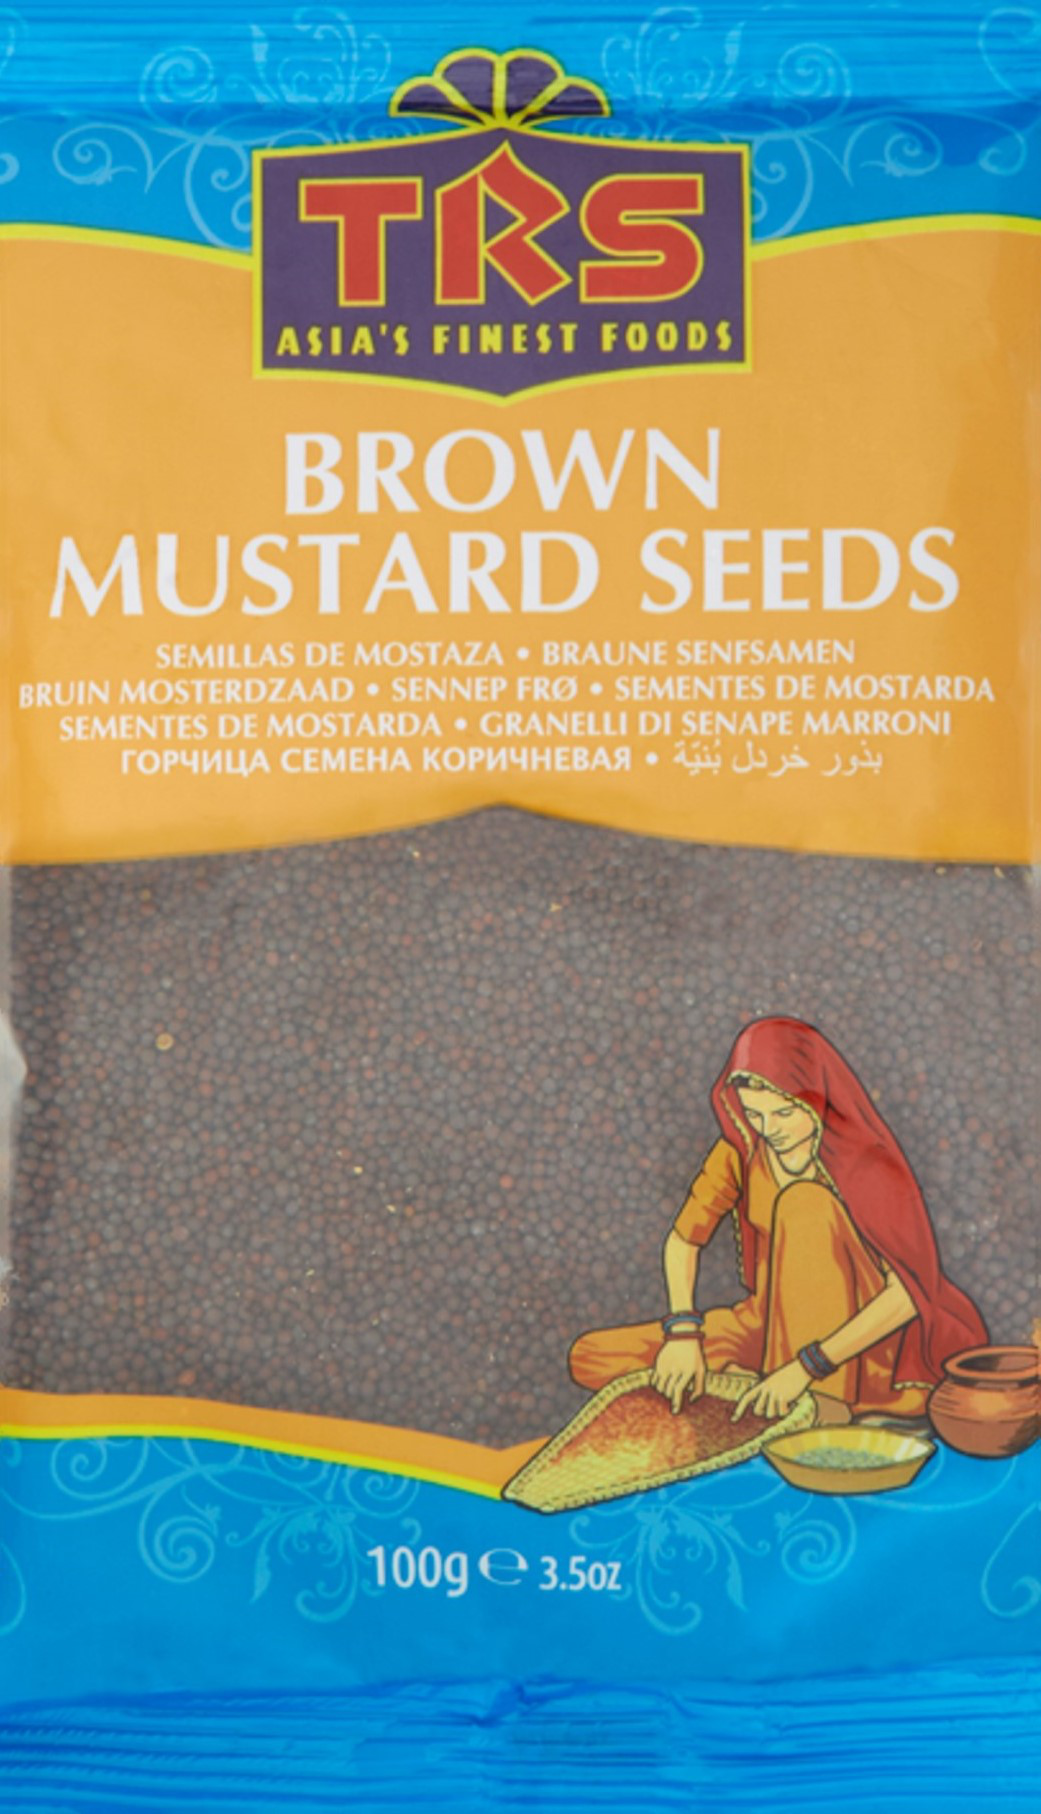 TRS
ASIA'S FINEST FOODS
BROWN
MUSTARD SEEDS
SEMILLAS DE MOSTAZA • BRAUNE SENFSAMEN
BRUIN MOSTERDZAAD • SENNEP FRØ • SEMENTES DE MOSTARDA
SEMENTES DE MOSTARDA • GRANELLI DI SENAPE MARRONI
ГОРЧИЦА СЕМЕНА КОРИЧНЕВАЯ • بذور خردل بُنيّة
100g ℮ 3.5oz